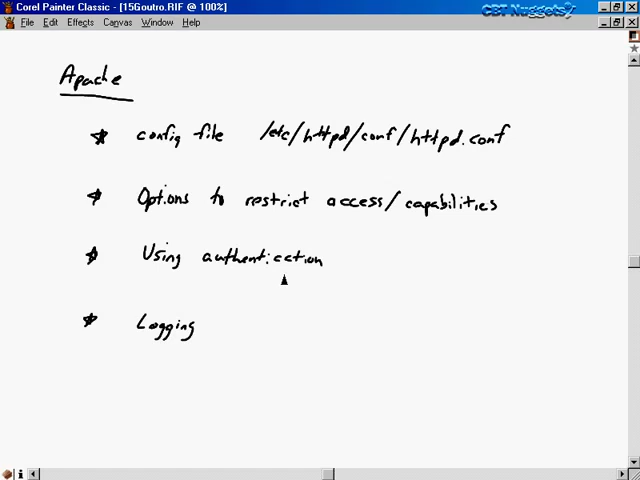 Corel Painter Classic - [15Goutro.RIF @ 100%]
CBT Nuggets
File Edit Effects Canvas Window Help
Apache
* config file /etc/httpd/conf/httpd.conf
* Options to restrict access/capabilities
* Using authentication
* Logging